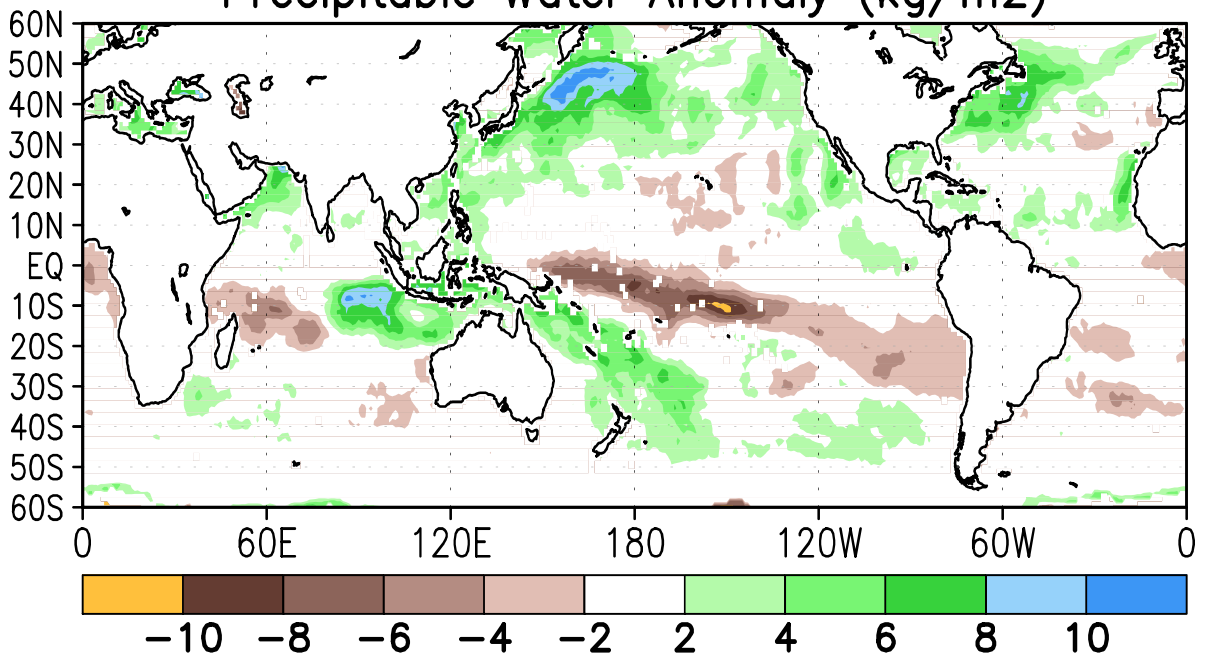 Precipitable Water Anomaly (kg/m2)
60N
50N
40N
30N
20N
10N
EQ
10S
20S
30S
40S
50S
60S
0 60E 120E 180 120W 60W 0
−10 −8 −6 −4 −2 2 4 6 8 10